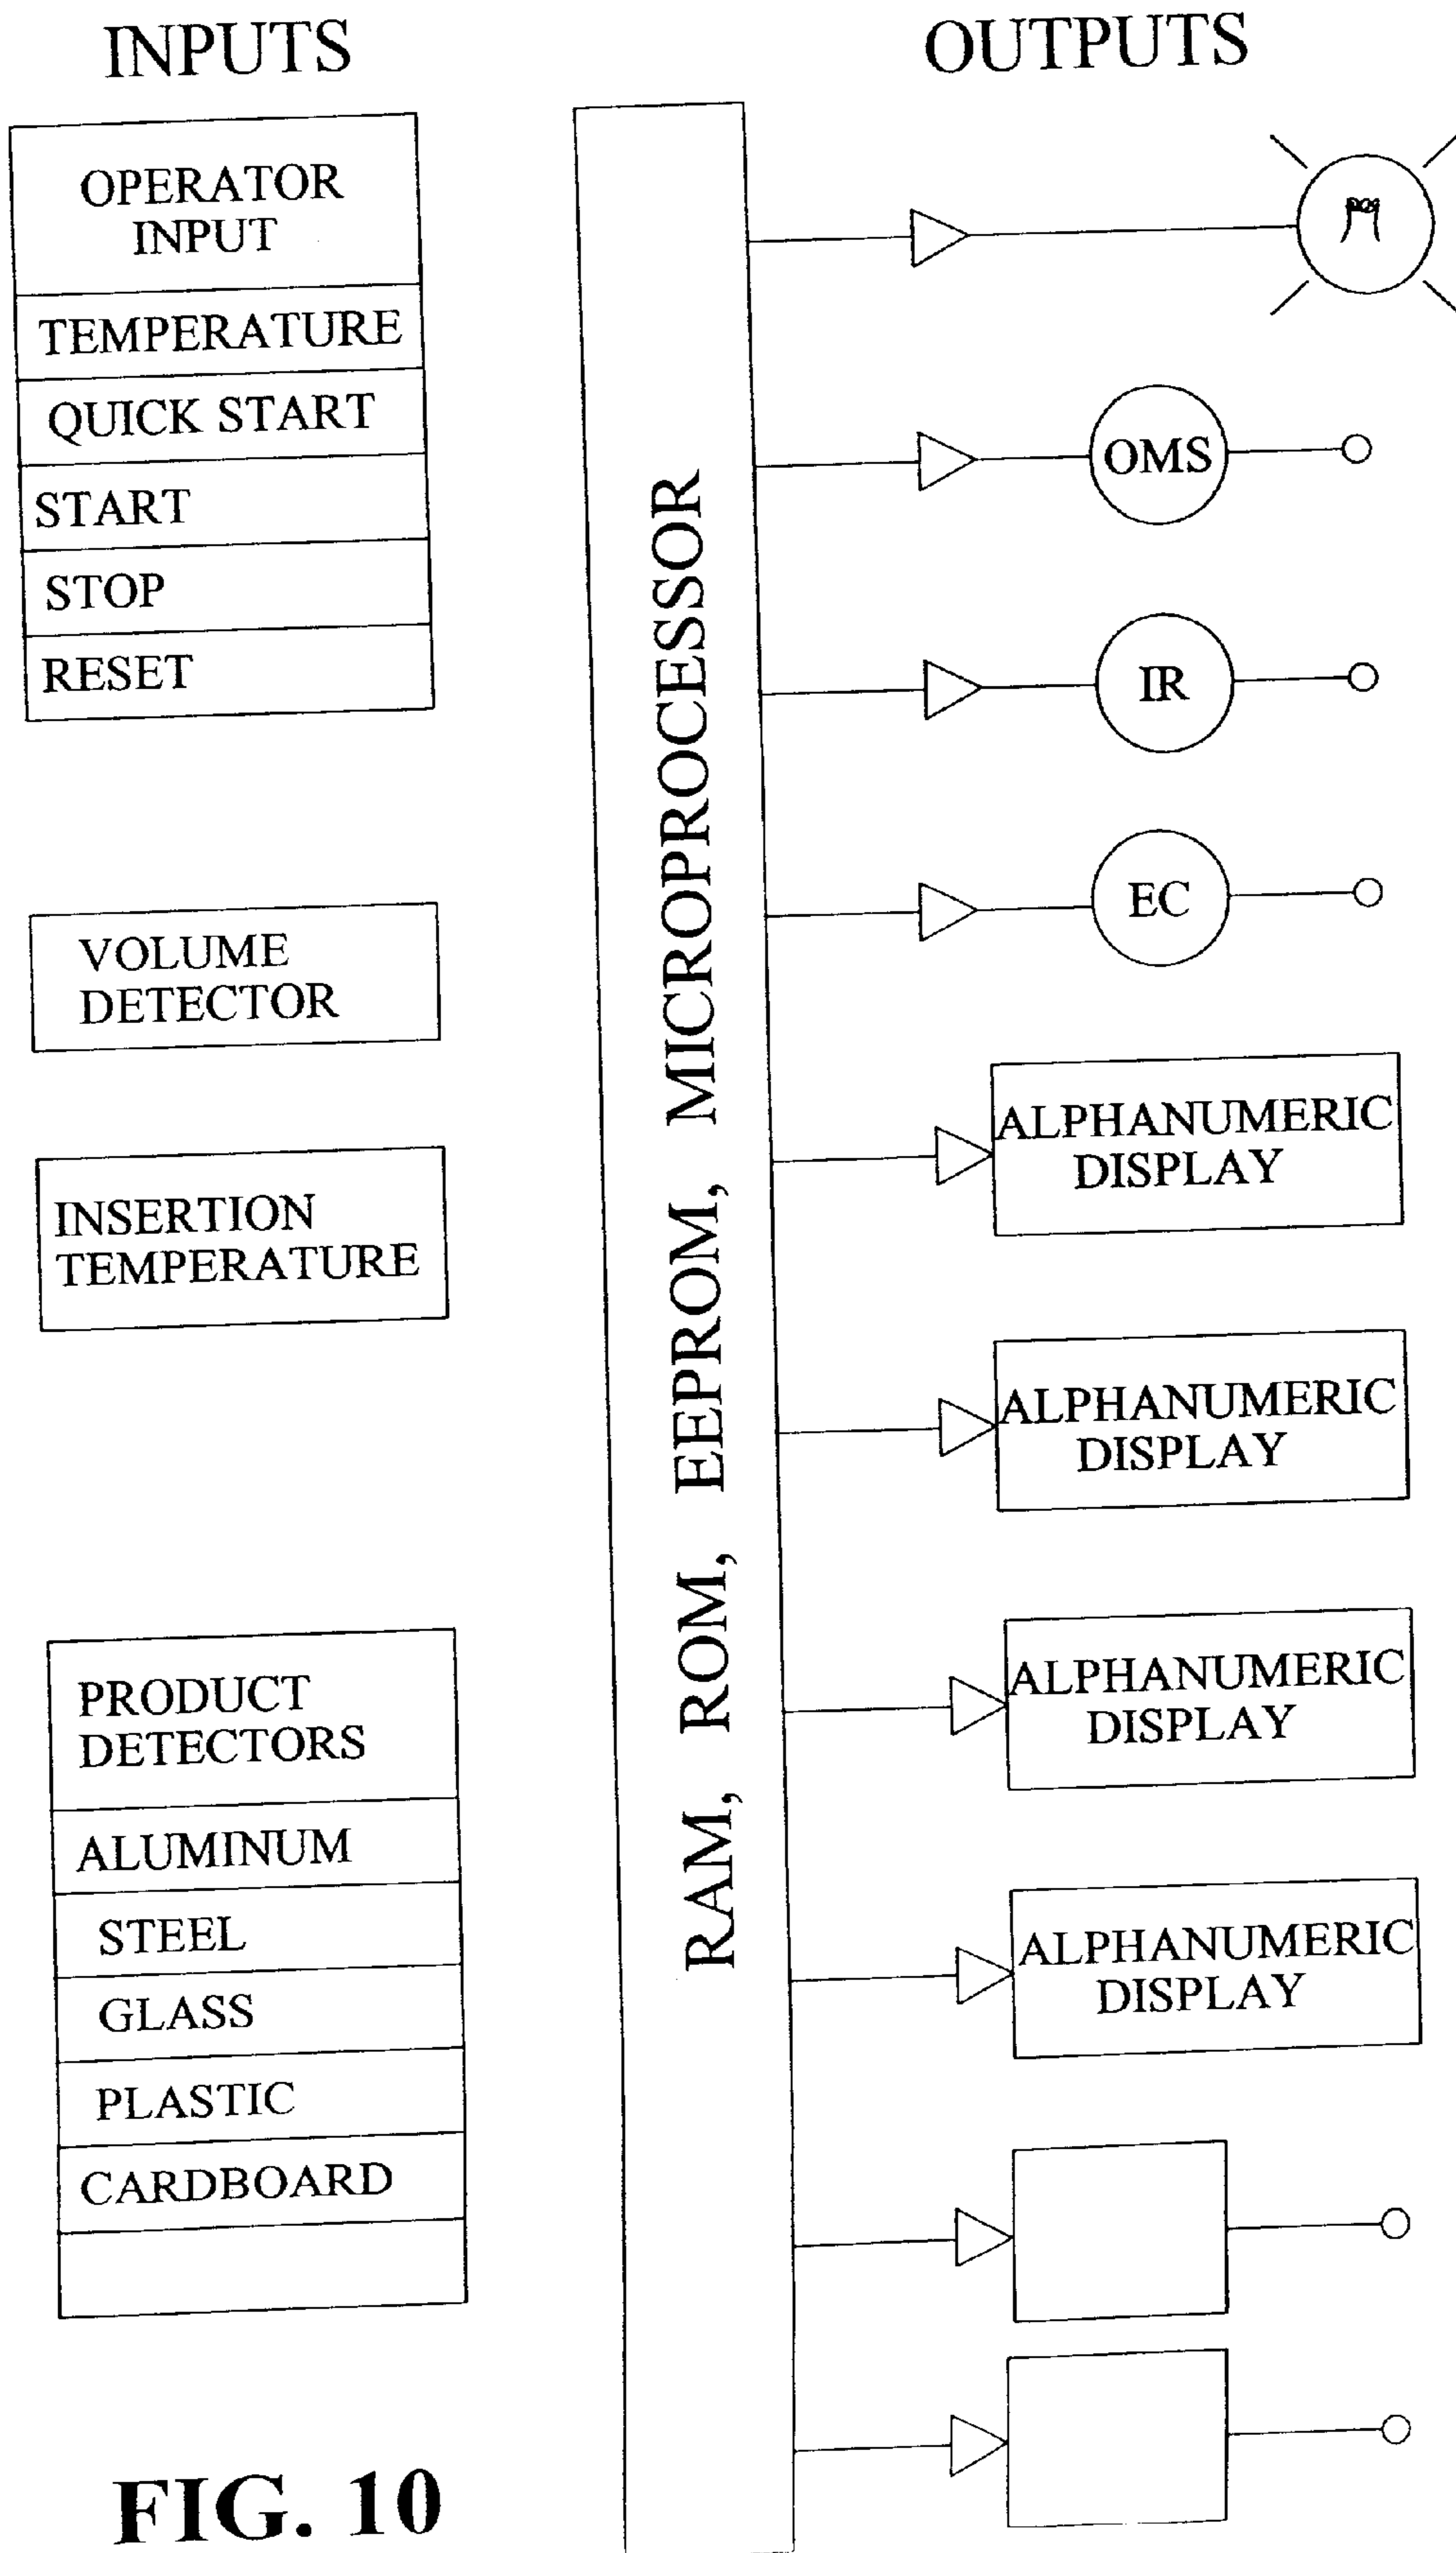 INPUTS
OPERATOR
INPUT
TEMPERATURE
QUICK START
START
STOP
RESET
VOLUME
DETECTOR
INSERTION
TEMPERATURE
PRODUCT
DETECTORS
ALUMINUM
STEEL
GLASS
PLASTIC
CARDBOARD
RAM, ROM, EEPROM, MICROPROCESSOR
OUTPUTS
OMS
IR
EC
ALPHANUMERIC
DISPLAY
ALPHANUMERIC
DISPLAY
ALPHANUMERIC
DISPLAY
ALPHANUMERIC
DISPLAY
FIG. 10